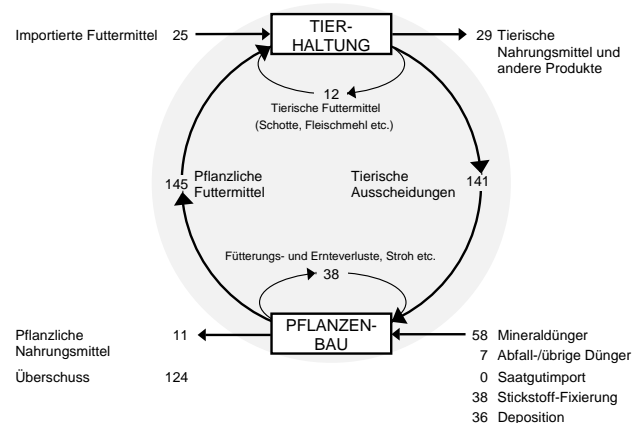 Importierte Futtermittel 25
TIER-
HALTUNG
29 Tierische
Nahrungsmittel und
andere Produkte
12
Tierische Futtermittel
(Schotte, Fleischmehl etc.)
145 Pflanzliche
Futtermittel
Tierische
Ausscheidungen 141
Fütterungs- und Ernteverluste, Stroh etc.
38
PFLANZEN-
BAU
Pflanzliche 11
Nahrungsmittel
Überschuss 124
58 Mineraldünger
7 Abfall-/übrige Dünger
0 Saatgutimport
38 Stickstoff-Fixierung
36 Deposition